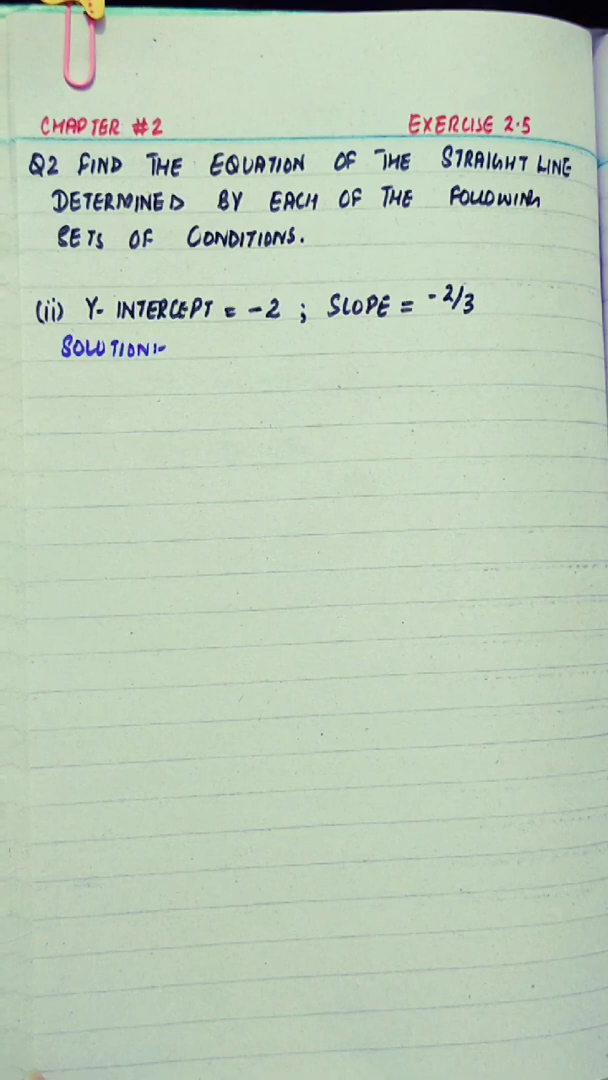 CHAPTER #2 EXERCISE 2.5
Q2 FIND THE EQUATION OF THE STRAIGHT LINE
DETERMINED BY EACH OF THE FOLLOWING
SETS OF CONDITIONS.
(ii) Y-INTERCEPT = -2 ; SLOPE = -2/3
SOLUTION:-